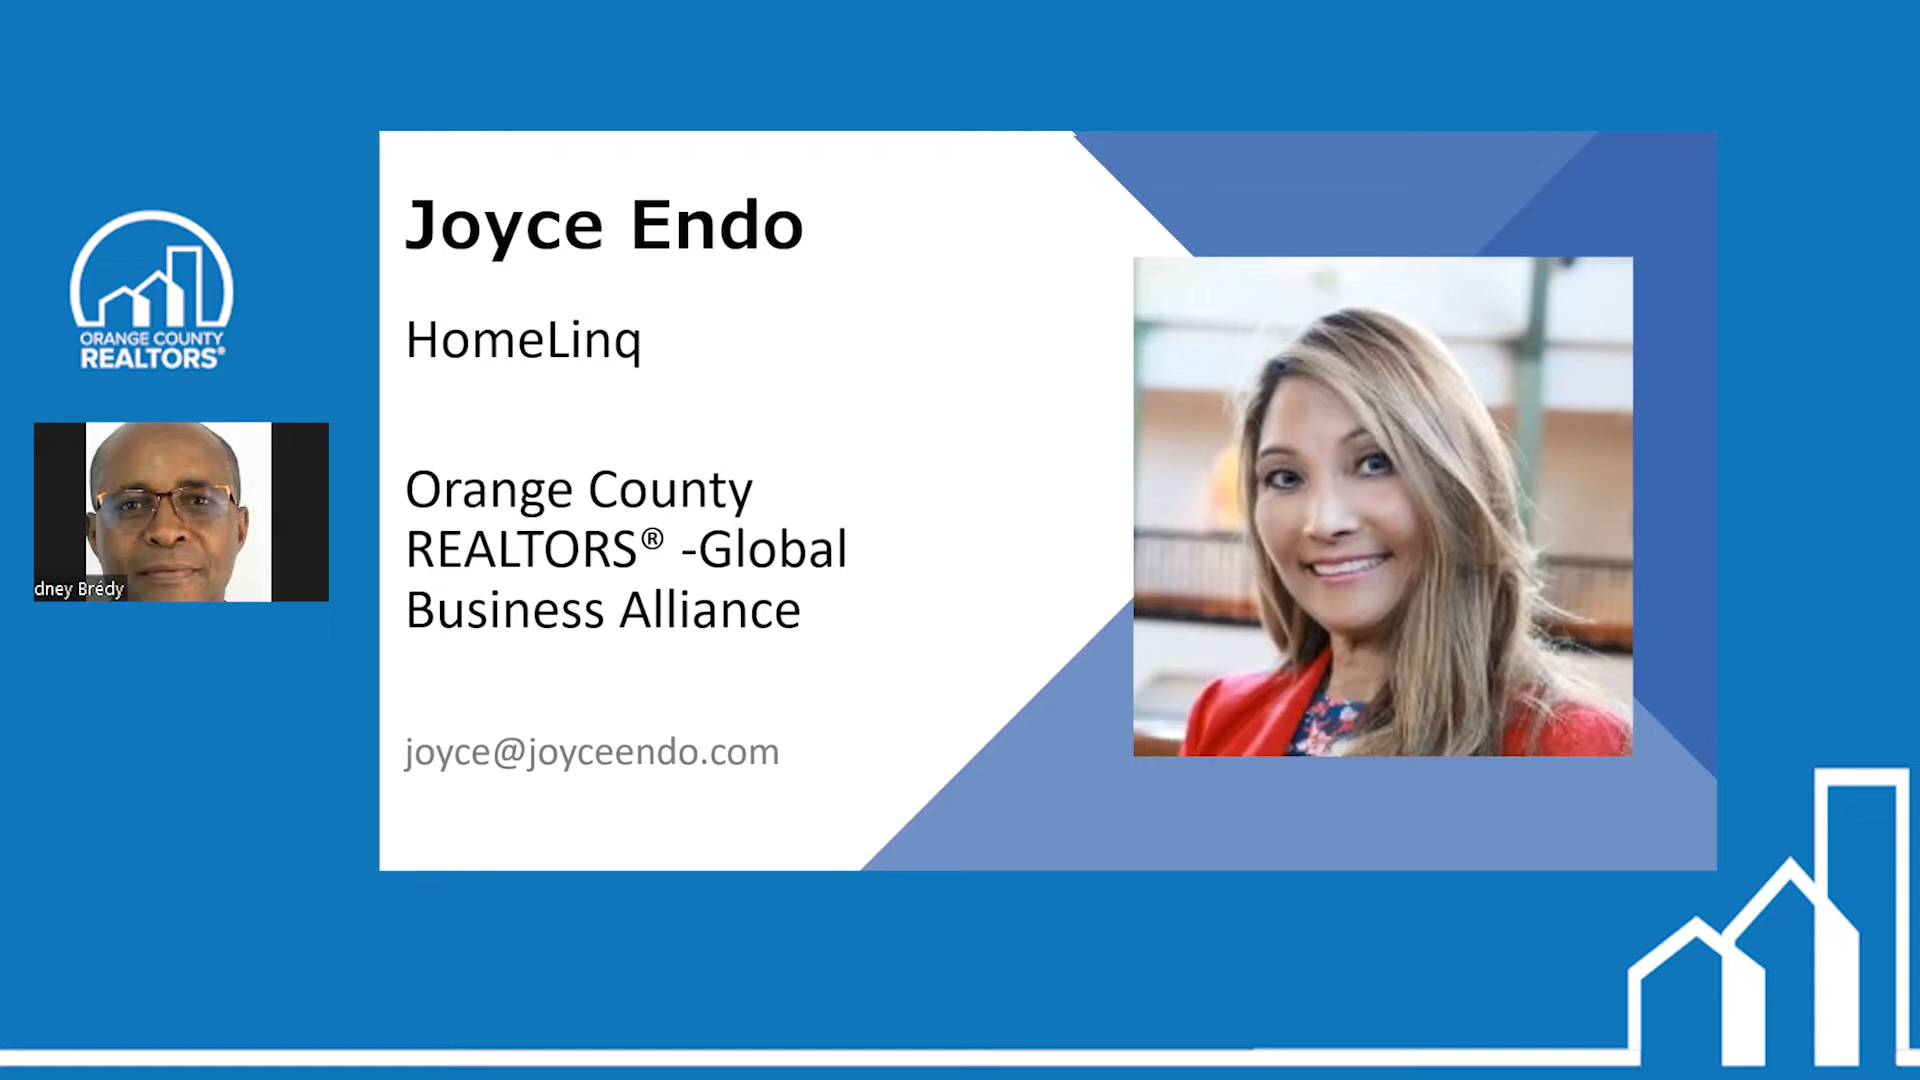 ORANGE COUNTY
REALTORS®
dney Brédy
Joyce Endo
HomeLinq
Orange County
REALTORS® -Global
Business Alliance
joyce@joyceendo.com